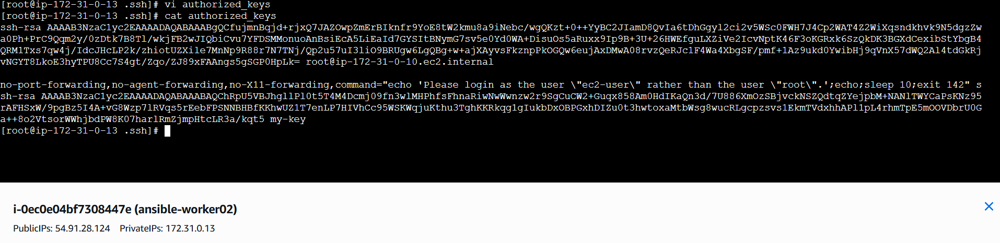 [root@ip-172-31-0-13 .ssh]# vi authorized_keys
[root@ip-172-31-0-13 .ssh]# cat authorized_keys
ssh-rsa AAAAB3NzaC1yc2EAAAADAQABAAABgQCfujmnBqjd+rjxQ7JAZOwpZmErBIknfr9YoE8tW2kmu8a9iNebc/wgQKzt+0++YyBC2JIamD8QvIa6tDhGgyl2ci2v5WSc0FWH7J4Cp2WAT4Z2WiXqsndkhvk9N5dgzZw
a0Ph+PrC9Qqm2y/0zDtk7B8Tl/wkjFB2wJIQbiCvu7YFDSMMonuoAnBsiEcA5LiEaId7GYSItBNymG7sv5e0Yd0WA+DisuOs5aRuxx9Ip9B+3U+26HWEfguLXZiVe2IcvNptK46F3oKGRxk6SzQkDK3BGXdCexibStYbgB4
QRM1Txs7qw4j/IdcJHcLP2k/zhiotUZXile7MnNp9R88r7N7TNj/Qp2u57uI3liO9BRUgw6LgQBg+w+ajXAyvsFkznpPkOGQw6eujAxDMwA08rvzQeRJc1F4Wa4XbgSF/pmf+1Az9ukd0YwibHj9qVnX57dWQ2Al4tdGkRj
vNGYT8LkoE3hyTPU8Cc7S4gt/Zqo/ZJ89xFAAngs5gSGP0HpLk= root@ip-172-31-0-10.ec2.internal
no-port-forwarding,no-agent-forwarding,no-X11-forwarding,command="echo 'Please login as the user \"ec2-user\" rather than the user \"root\".';echo;sleep 10;exit 142" s
sh-rsa AAAAB3NzaC1yc2EAAAADAQABAAABAQChRpU5VBJhgllPl0t5T4M4Dcmj09fn3wlMHPhfsFhnaRiwNwWwnzw2r9SgCuCW2+Guqx858Am0HdIKaQn3d/7U886XmOzSBjvckNSZQdtqZYejpbM+NANlTWYCaPsKNz95
rAFHSxW/9pgBz5I4A+vG8Wzp7lRVqs5rEebFPSNNBHBfKKhwUZ1T7enLP7HIVhCc95WSKWqjuKthu3TghKKRkqg1gIukbDxOBPGxhDIZu0t3hwtoxaMtbWsg8wucRLgcpzsvs1EkmTVdxhhAPl1pL4rhmTpE5mOOVDbrU0G
a++8o2VtsorWWhjbdPW8K07harlRmZjmpHtcLR3a/kqt5 my-key
[root@ip-172-31-0-13 .ssh]#
i-0ec0e04bf7308447e (ansible-worker02)
PublicIPs: 54.91.28.124 PrivateIPs: 172.31.0.13